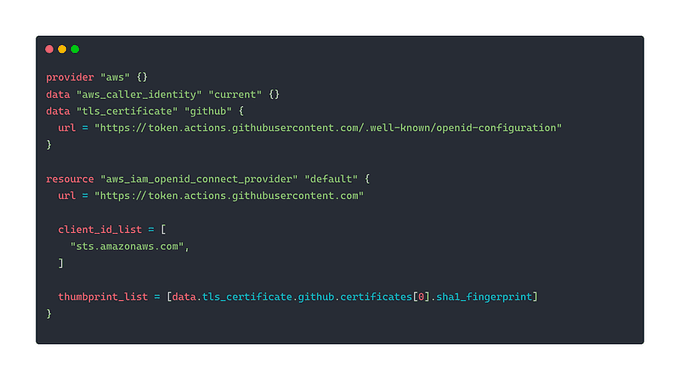 provider "aws" {}
data "aws_caller_identity" "current" {}
data "tls_certificate" "github" {
  url = "https://token.actions.githubusercontent.com/.well-known/openid-configuration"
}

resource "aws_iam_openid_connect_provider" "default" {
  url = "https://token.actions.githubusercontent.com"

  client_id_list = [
    "sts.amazonaws.com",
  ]

  thumbprint_list = [data.tls_certificate.github.certificates[0].sha1_fingerprint]
}